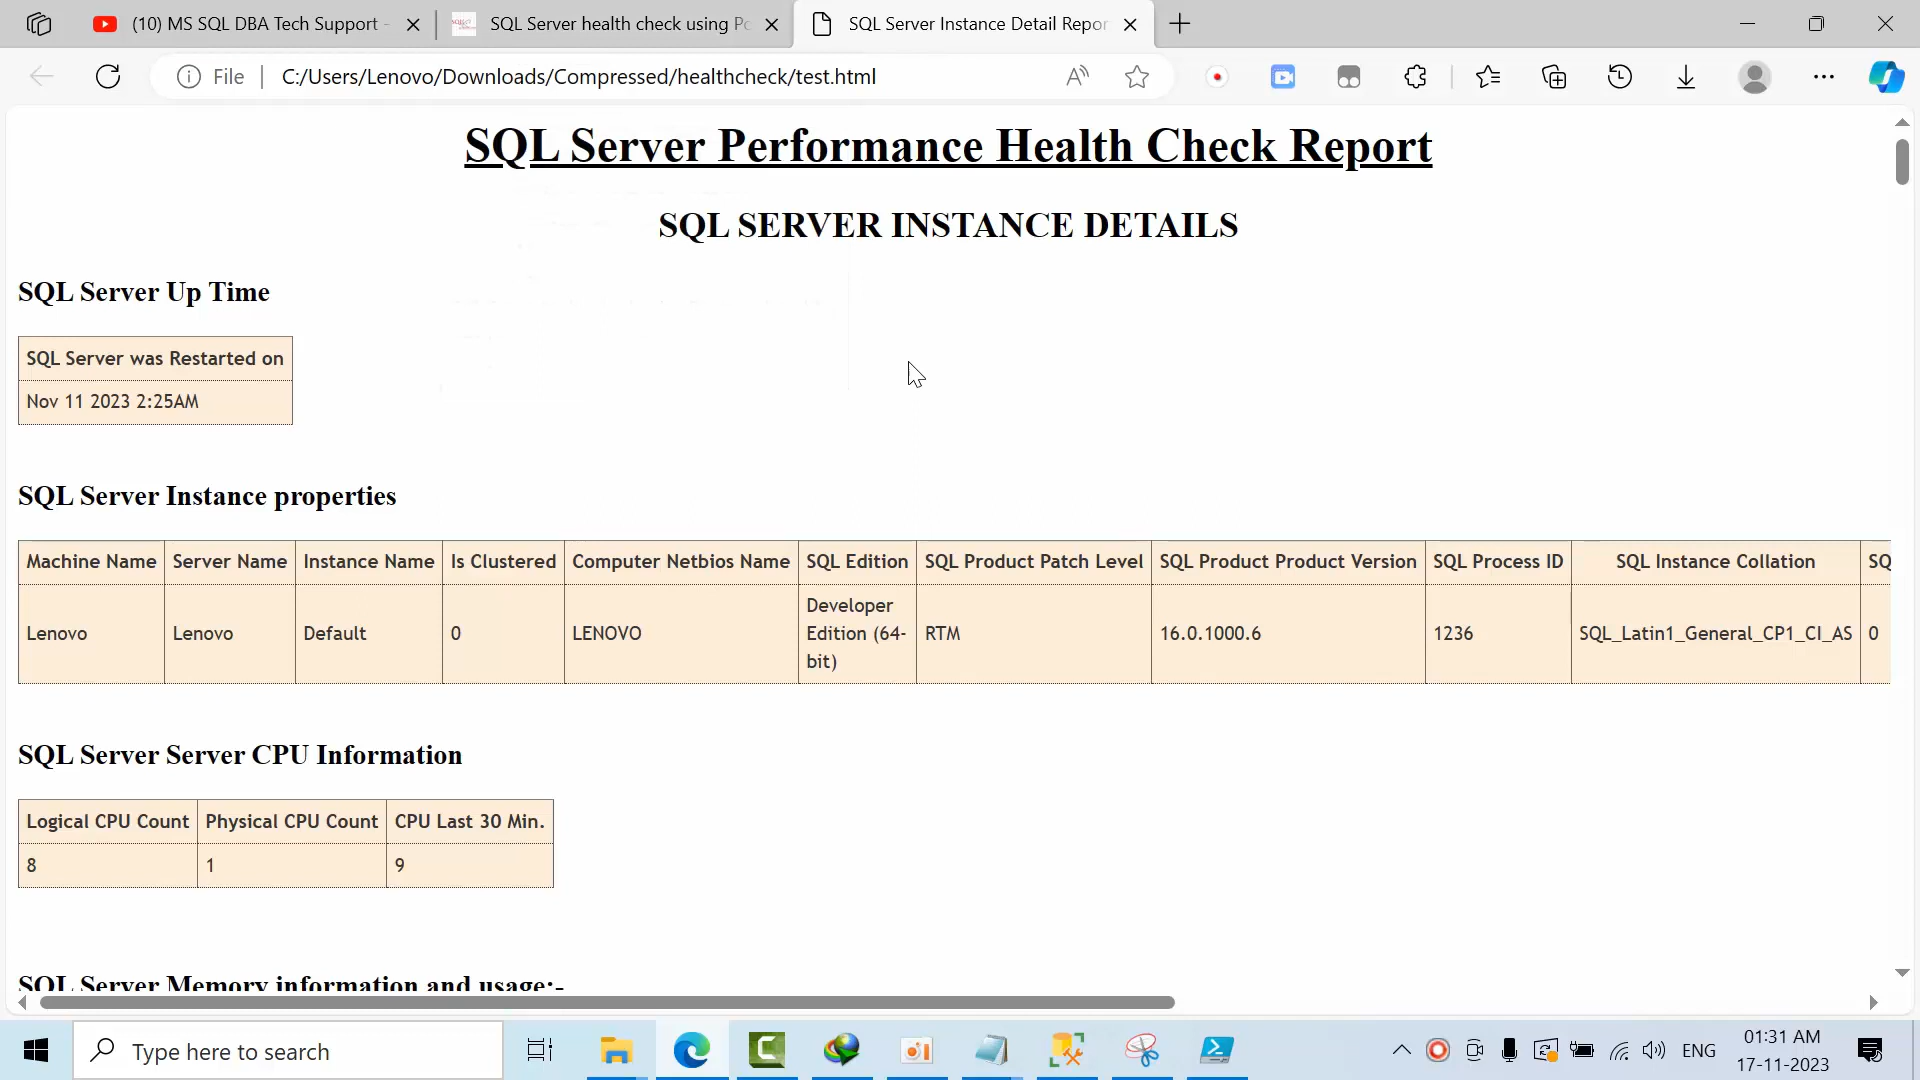 (10) MS SQL DBA Tech Support -
SQL Server health check using Po
SQL Server Instance Detail Repor
File
C:/Users/Lenovo/Downloads/Compressed/healthcheck/test.html
SQL Server Performance Health Check Report
SQL SERVER INSTANCE DETAILS
SQL Server Up Time
SQL Server was Restarted on
Nov 11 2023 2:25AM
SQL Server Instance properties
Machine Name Server Name Instance Name Is Clustered Computer Netbios Name SQL Edition SQL Product Patch Level SQL Product Product Version SQL Process ID SQL Instance Collation SQ
Lenovo Lenovo Default 0 LENOVO Developer Edition (64-bit) RTM 16.0.1000.6 1236 SQL_Latin1_General_CP1_CI_AS 0
SQL Server Server CPU Information
Logical CPU Count Physical CPU Count CPU Last 30 Min.
8 1 9
SQL Server Memory information and usage:-
Type here to search
ENG
01:31 AM
17-11-2023